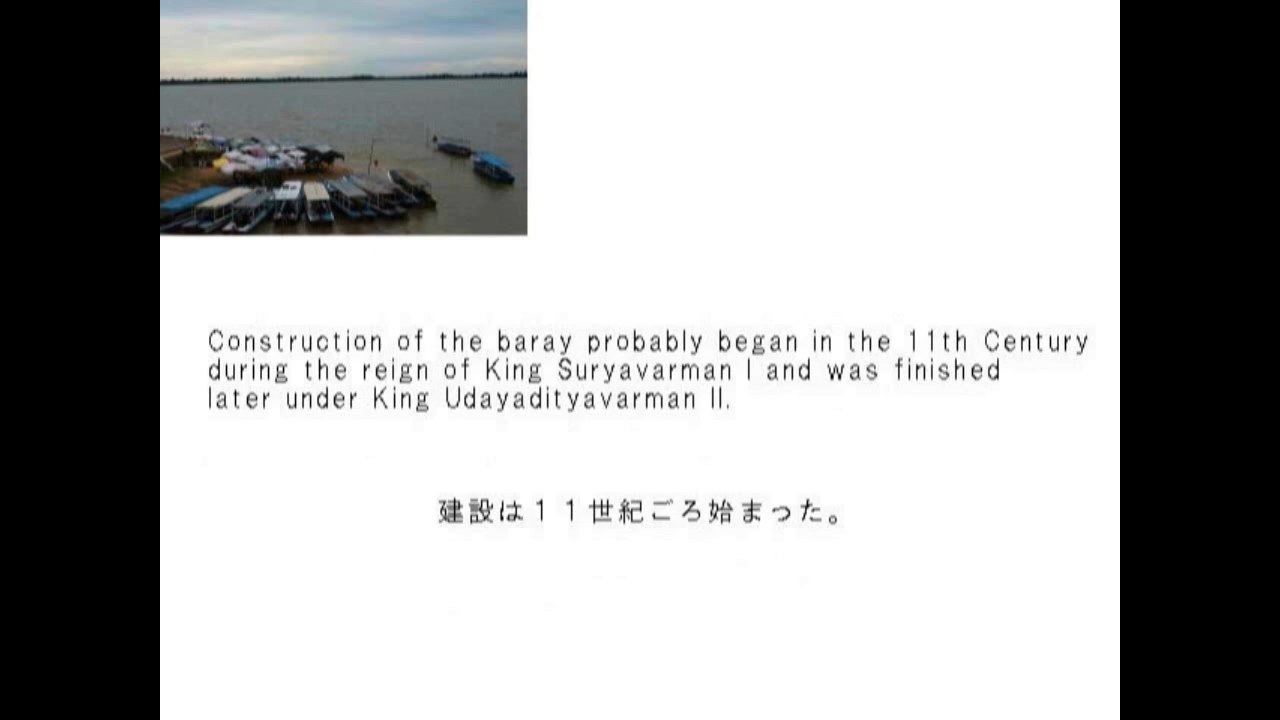 Construction of the baray probably began in the 11th Century
during the reign of King Suryavarman I and was finished
later under King Udayadityavarman II.
建設は１１世紀ごろ始まった。